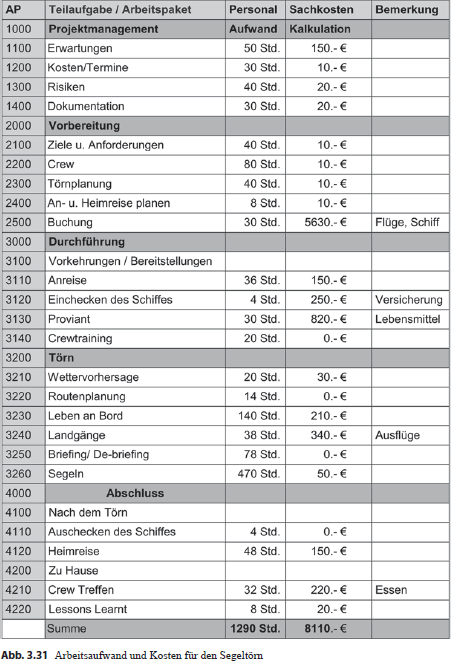 AP Teilaufgabe / Arbeitspaket Personal Sachkosten Bemerkung
1000 Projektmanagement Aufwand Kalkulation
1100 Erwartungen 50 Std. 150.- €
1200 Kosten/Termine 30 Std. 10.- €
1300 Risiken 40 Std. 20.- €
1400 Dokumentation 30 Std. 20.- €
2000 Vorbereitung
2100 Ziele u. Anforderungen 40 Std. 10.- €
2200 Crew 80 Std. 10.- €
2300 Törnplanung 40 Std. 10.- €
2400 An- u. Heimreise planen 8 Std. 10.- €
2500 Buchung 30 Std. 5630.- € Flüge, Schiff
3000 Durchführung
3100 Vorkehrungen / Bereitstellungen
3110 Anreise 36 Std. 150.- €
3120 Einchecken des Schiffes 4 Std. 250.- € Versicherung
3130 Proviant 30 Std. 820.- € Lebensmittel
3140 Crewtraining 20 Std. 0.- €
3200 Törn
3210 Wettervorhersage 20 Std. 30.- €
3220 Routenplanung 14 Std. 0.- €
3230 Leben an Bord 140 Std. 210.- €
3240 Landgänge 38 Std. 340.- € Ausflüge
3250 Briefing/ De-briefing 78 Std. 0.- €
3260 Segeln 470 Std. 50.- €
4000 Abschluss
4100 Nach dem Törn
4110 Auschecken des Schiffes 4 Std. 0.- €
4120 Heimreise 48 Std. 150.- €
4200 Zu Hause
4210 Crew Treffen 32 Std. 220.- € Essen
4220 Lessons Learnt 8 Std. 20.- €
Summe 1290 Std. 8110.- €
Abb. 3.31 Arbeitsaufwand und Kosten für den Segeltörn